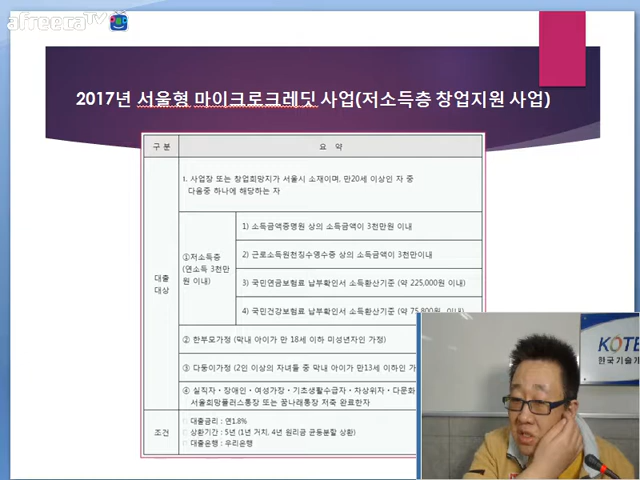 afreecaTV
2017년 서울형 마이크로크레딧 사업(저소득층 창업지원 사업)
구 분
요 약
대출
대상
1. 사업장 또는 창업희망지가 서울시 소재이며, 만20세 이상인 자 중
다음중 하나에 해당하는 자
①저소득층
(연소득 3천만
원 이내)
1) 소득금액증명원 상의 소득금액이 3천만원 이내
2) 근로소득원천징수영수증 상의 소득금액이 3천만이내
3) 국민연금보험료 납부확인서 소득환산기준 (약 225,000원 이내)
4) 국민건강보험료 납부확인서 소득환산기준 (약 75,800원 이내)
② 한부모가정 (막내 아이가 만 18세 이하 미성년자인 가정)
③ 다둥이가정 (2인 이상의 자녀들 중 막내 아이가 만13세 이하인 가
④ 실직자・장애인・여성가장・기초생활수급자・차상위자・다문화
서울희망플러스통장 또는 꿈나래통장 저축 완료한자
조건
□ 대출금리 : 연1.8%
□ 상환기간 : 5년 (1년 거치, 4년 원리금 균등분할 상환)
□ 대출은행 : 우리은행
KOTE
한국기술개